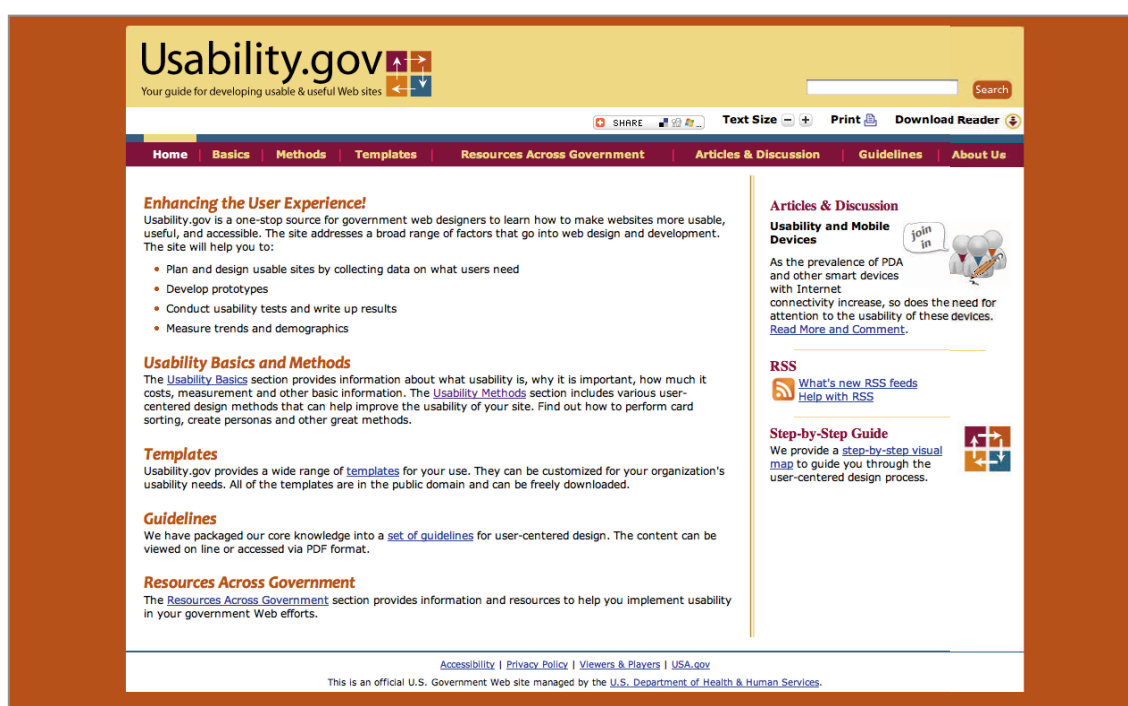 Usability.gov
Your guide for developing usable & useful Web sites
Search
SHARE
Text Size
Print
Download Reader
Home
Basics
Methods
Templates
Resources Across Government
Articles & Discussion
Guidelines
About Us
Enhancing the User Experience!
Usability.gov is a one-stop source for government web designers to learn how to make websites more usable,
useful, and accessible. The site addresses a broad range of factors that go into web design and development.
The site will help you to:
• Plan and design usable sites by collecting data on what users need
• Develop prototypes
• Conduct usability tests and write up results
• Measure trends and demographics
Usability Basics and Methods
The Usability Basics section provides information about what usability is, why it is important, how much it
costs, measurement and other basic information. The Usability Methods section includes various user-
centered design methods that can help improve the usability of your site. Find out how to perform card
sorting, create personas and other great methods.
Templates
Usability.gov provides a wide range of templates for your use. They can be customized for your organization's
usability needs. All of the templates are in the public domain and can be freely downloaded.
Guidelines
We have packaged our core knowledge into a set of guidelines for user-centered design. The content can be
viewed on line or accessed via PDF format.
Resources Across Government
The Resources Across Government section provides information and resources to help you implement usability
in your government Web efforts.
Articles & Discussion
Usability and Mobile
Devices
join
in
As the prevalence of PDA
and other smart devices
with Internet
connectivity increase, so does the need for
attention to the usability of these devices.
Read More and Comment.
RSS
What's new RSS feeds
Help with RSS
Step-by-Step Guide
We provide a step-by-step visual
map to guide you through the
user-centered design process.
Accessibility | Privacy Policy | Viewers & Players | USA.gov
This is an official U.S. Government Web site managed by the U.S. Department of Health & Human Services.